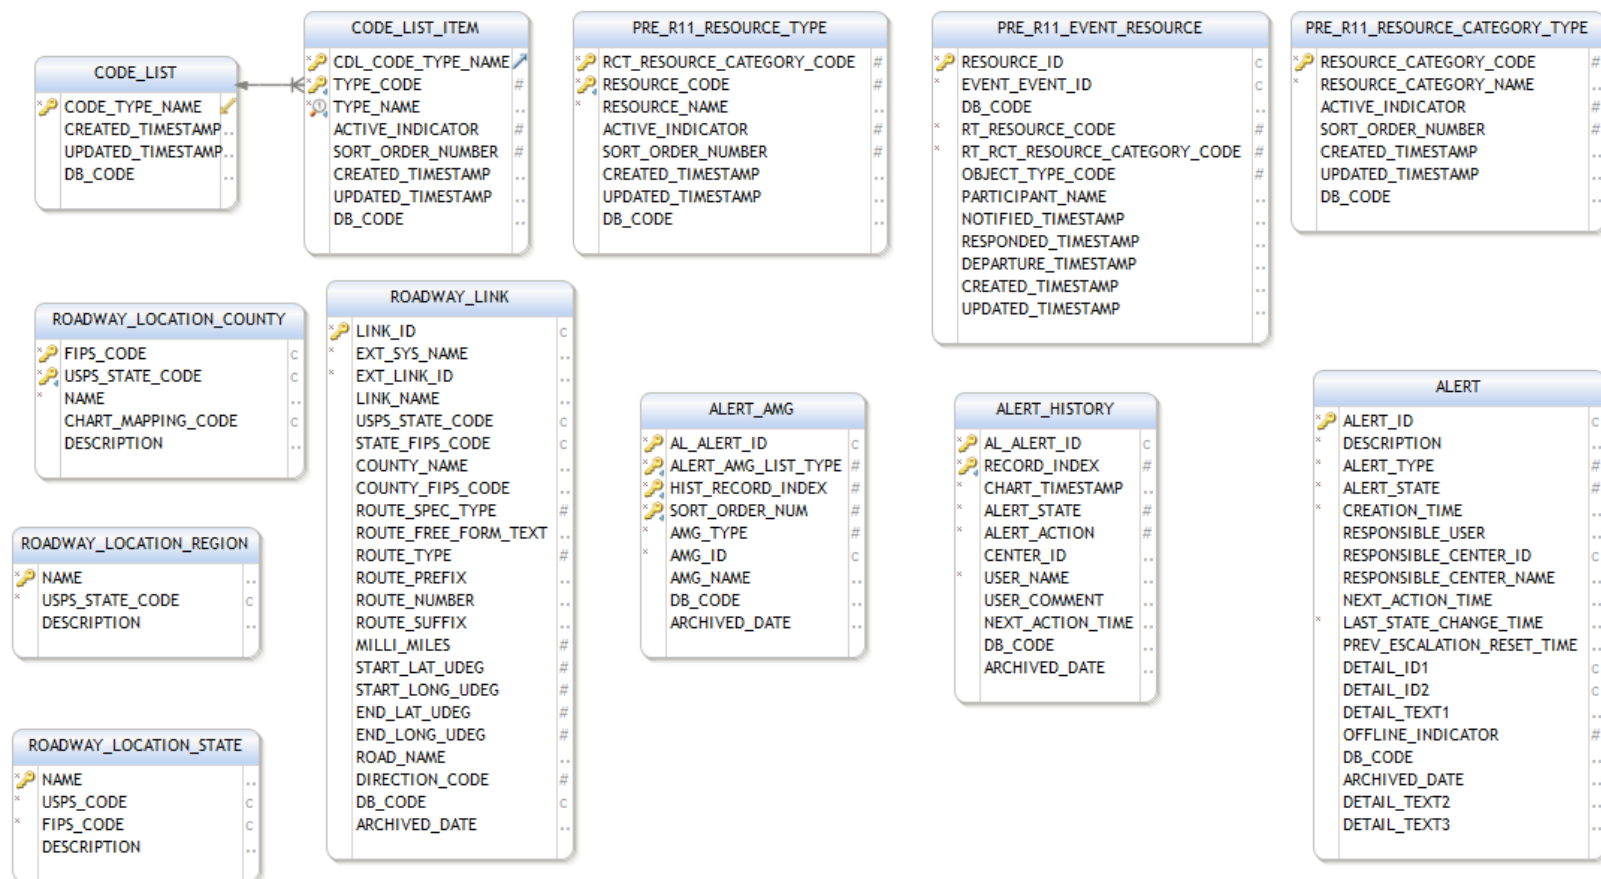 CODE_LIST
CODE_TYPE_NAME
CREATED_TIMESTAMP..
UPDATED_TIMESTAMP..
DB_CODE ..
CODE_LIST_ITEM
CDL_CODE_TYPE_NAME
TYPE_CODE #
TYPE_NAME ..
ACTIVE_INDICATOR #
SORT_ORDER_NUMBER #
CREATED_TIMESTAMP ..
UPDATED_TIMESTAMP ..
DB_CODE ..
PRE_R11_RESOURCE_TYPE
RCT_RESOURCE_CATEGORY_CODE #
RESOURCE_CODE #
RESOURCE_NAME ..
ACTIVE_INDICATOR #
SORT_ORDER_NUMBER #
CREATED_TIMESTAMP ..
UPDATED_TIMESTAMP ..
DB_CODE ..
PRE_R11_EVENT_RESOURCE
RESOURCE_ID c
EVENT_EVENT_ID c
DB_CODE ..
RT_RESOURCE_CODE #
RT_RCT_RESOURCE_CATEGORY_CODE #
OBJECT_TYPE_CODE #
PARTICIPANT_NAME ..
NOTIFIED_TIMESTAMP ..
RESPONDED_TIMESTAMP ..
DEPARTURE_TIMESTAMP ..
CREATED_TIMESTAMP ..
UPDATED_TIMESTAMP ..
PRE_R11_RESOURCE_CATEGORY_TYPE
RESOURCE_CATEGORY_CODE #
RESOURCE_CATEGORY_NAME ..
ACTIVE_INDICATOR #
SORT_ORDER_NUMBER #
CREATED_TIMESTAMP ..
UPDATED_TIMESTAMP ..
DB_CODE ..
ROADWAY_LOCATION_COUNTY
FIPS_CODE c
USPS_STATE_CODE c
NAME ..
CHART_MAPPING_CODE c
DESCRIPTION ..
ROADWAY_LINK
LINK_ID c
EXT_SYS_NAME ..
EXT_LINK_ID ..
LINK_NAME ..
USPS_STATE_CODE c
STATE_FIPS_CODE c
COUNTY_NAME ..
COUNTY_FIPS_CODE ..
ROUTE_SPEC_TYPE #
ROUTE_FREE_FORM_TEXT ..
ROUTE_TYPE #
ROUTE_PREFIX ..
ROUTE_NUMBER ..
ROUTE_SUFFIX ..
MILLI_MILES #
START_LAT_UDEG #
START_LONG_UDEG #
END_LAT_UDEG #
END_LONG_UDEG #
ROAD_NAME ..
DIRECTION_CODE #
DB_CODE c
ARCHIVED_DATE ..
ALERT_AMG
AL_ALERT_ID c
ALERT_AMG_LIST_TYPE #
HIST_RECORD_INDEX #
SORT_ORDER_NUM #
AMG_TYPE #
AMG_ID c
AMG_NAME ..
DB_CODE ..
ARCHIVED_DATE ..
ALERT_HISTORY
AL_ALERT_ID c
RECORD_INDEX #
CHART_TIMESTAMP ..
ALERT_STATE #
ALERT_ACTION #
CENTER_ID ..
USER_NAME ..
USER_COMMENT ..
NEXT_ACTION_TIME ..
DB_CODE ..
ARCHIVED_DATE ..
ALERT
ALERT_ID c
DESCRIPTION ..
ALERT_TYPE #
ALERT_STATE #
CREATION_TIME ..
RESPONSIBLE_USER ..
RESPONSIBLE_CENTER_ID c
RESPONSIBLE_CENTER_NAME ..
NEXT_ACTION_TIME ..
LAST_STATE_CHANGE_TIME ..
PREV_ESCALATION_RESET_TIME ..
DETAIL_ID1 c
DETAIL_ID2 c
DETAIL_TEXT1 ..
OFFLINE_INDICATOR #
DB_CODE ..
ARCHIVED_DATE ..
DETAIL_TEXT2 ..
DETAIL_TEXT3 ..
ROADWAY_LOCATION_REGION
NAME ..
USPS_STATE_CODE c
DESCRIPTION ..
ROADWAY_LOCATION_STATE
NAME ..
USPS_CODE c
FIPS_CODE c
DESCRIPTION ..